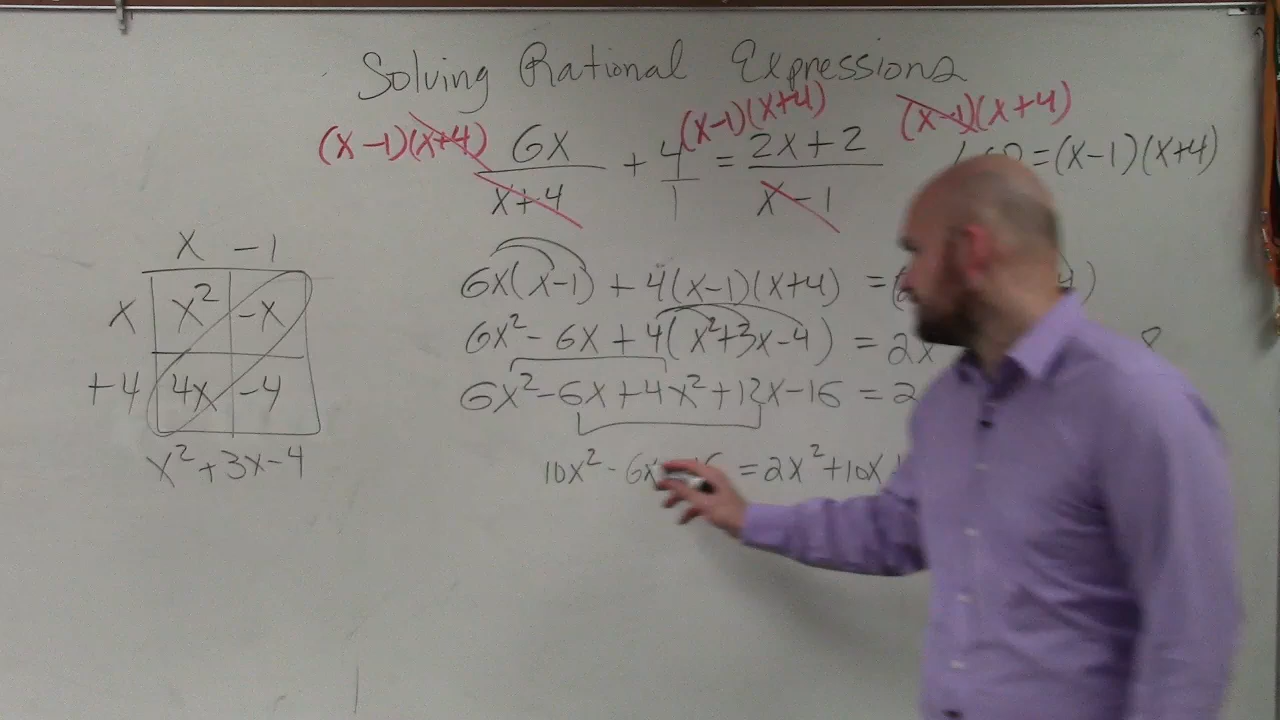 Solving Rational Expressions
(x-1)(x+4) 6x/x+4 + 4/1 (x-1)(x+4) = 2x+2/x-1 (x-1)(x+4)
=(x-1)(x+4)
6x(x-1) + 4(x-1)(x+4) = ( )
6x²-6x+4(x²+3x-4) = 2x 8
6x²-6x+4x²+12x-16 = 2
10x²-6x = 2x²+10x
x -1
x x² -x
+4 4x -4
x²+3x-4